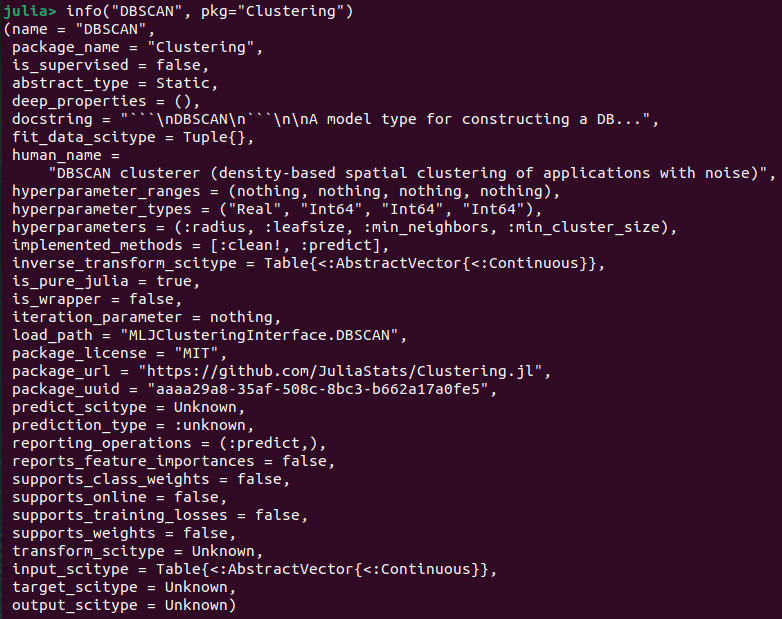 julia> info("DBSCAN", pkg="Clustering")
(name = "DBSCAN",
 package_name = "Clustering",
 is_supervised = false,
 abstract_type = Static,
 deep_properties = (),
 docstring = "```\nDBSCAN\n```\n\nA model type for constructing a DB...",
 fit_data_scitype = Tuple{},
 human_name =
     "DBSCAN clusterer (density-based spatial clustering of applications with noise)",
 hyperparameter_ranges = (nothing, nothing, nothing, nothing),
 hyperparameter_types = ("Real", "Int64", "Int64", "Int64"),
 hyperparameters = (:radius, :leafsize, :min_neighbors, :min_cluster_size),
 implemented_methods = [:clean!, :predict],
 inverse_transform_scitype = Table{<:AbstractVector{<:Continuous}},
 is_pure_julia = true,
 is_wrapper = false,
 iteration_parameter = nothing,
 load_path = "MLJClusteringInterface.DBSCAN",
 package_license = "MIT",
 package_url = "https://github.com/JuliaStats/Clustering.jl",
 package_uuid = "aaaa29a8-35af-508c-8bc3-b662a17a0fe5",
 predict_scitype = Unknown,
 prediction_type = :unknown,
 reporting_operations = (:predict,),
 reports_feature_importances = false,
 supports_class_weights = false,
 supports_online = false,
 supports_training_losses = false,
 supports_weights = false,
 transform_scitype = Unknown,
 input_scitype = Table{<:AbstractVector{<:Continuous}},
 target_scitype = Unknown,
 output_scitype = Unknown)